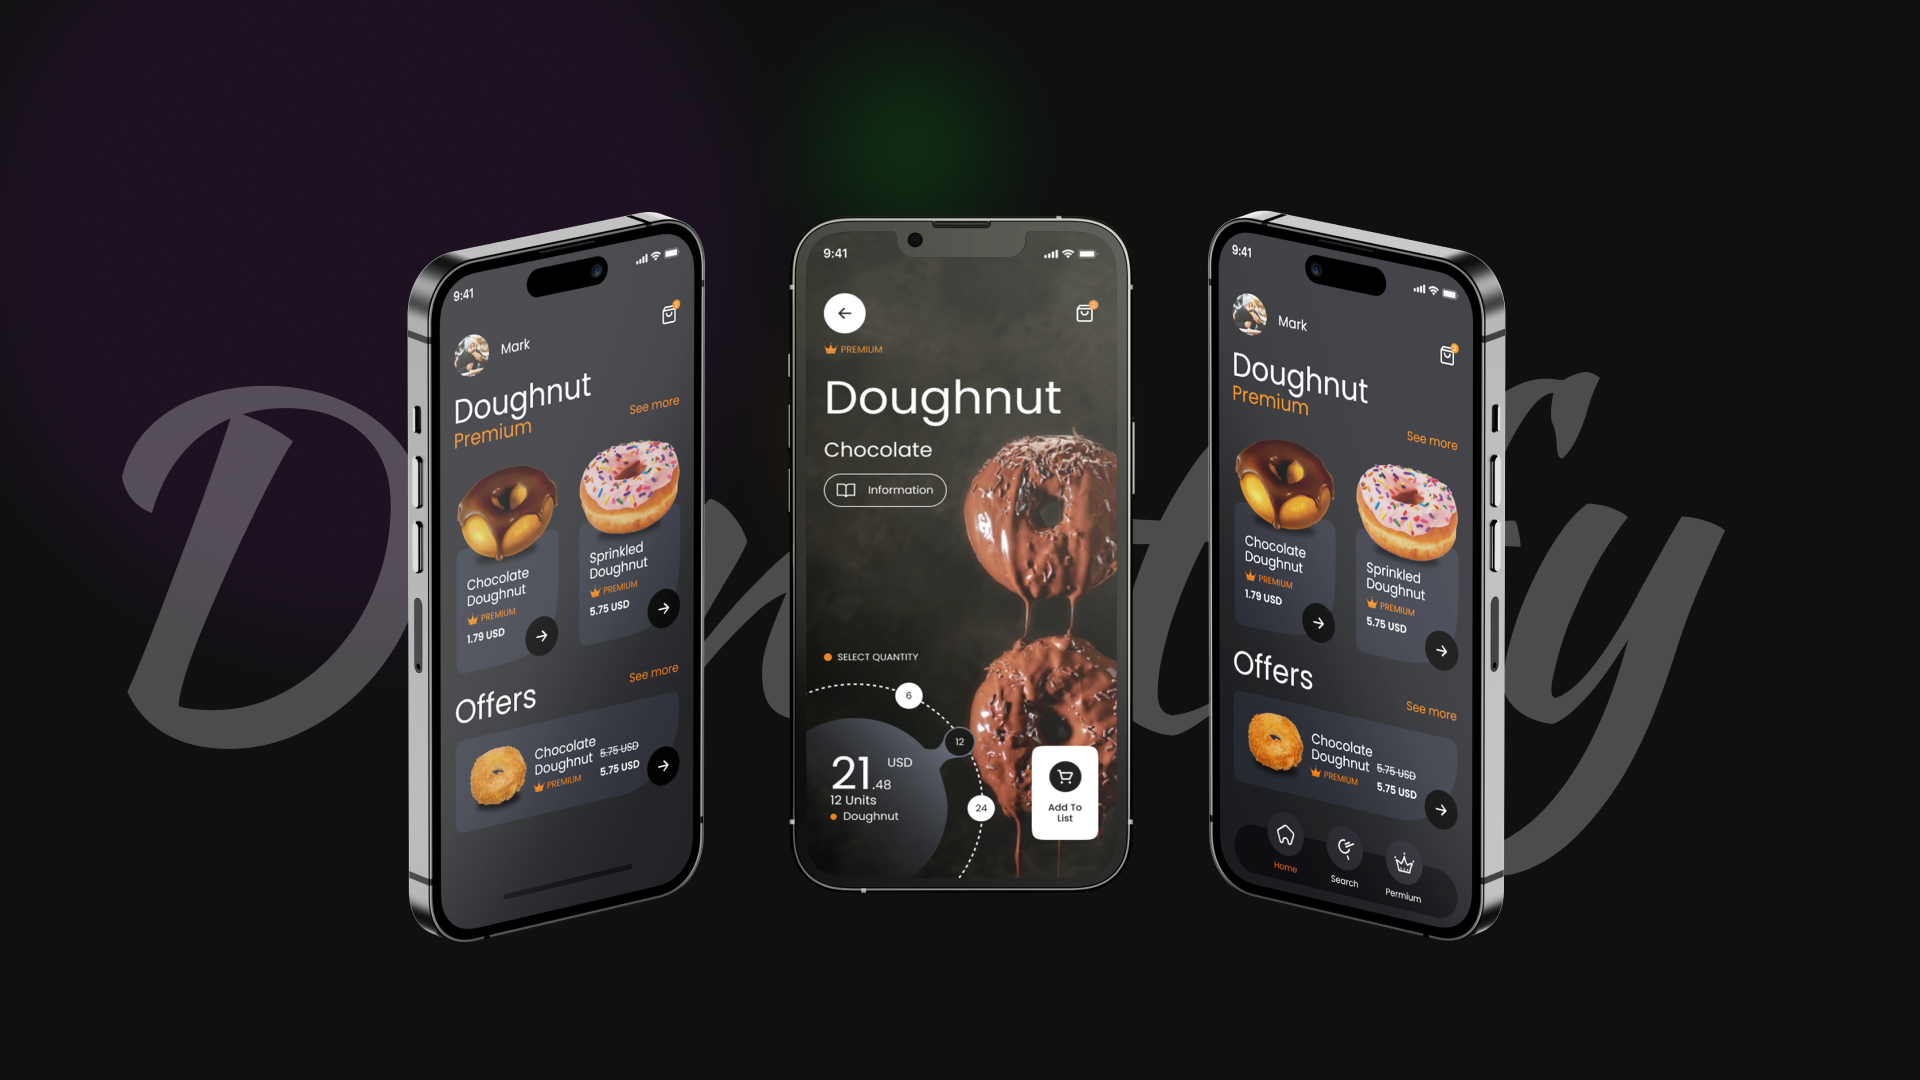 9:41
Mark
Doughnut
Premium
See more
Chocolate
Doughnut
PREMIUM
1.79 USD
Sprinkled
Doughnut
PREMIUM
5.75 USD
Offers
See more
Chocolate
Doughnut
PREMIUM
5.75 USD
5.75 USD
9:41
PREMIUM
Doughnut
Chocolate
Information
SELECT QUANTITY
6
12
24
21.48 USD
12 Units
Doughnut
Add To
List
9:41
Mark
Doughnut
Premium
See more
Chocolate
Doughnut
PREMIUM
1.79 USD
Sprinkled
Doughnut
PREMIUM
5.75 USD
Offers
See more
Chocolate
Doughnut
PREMIUM
5.75 USD
5.75 USD
Home
Search
Permium